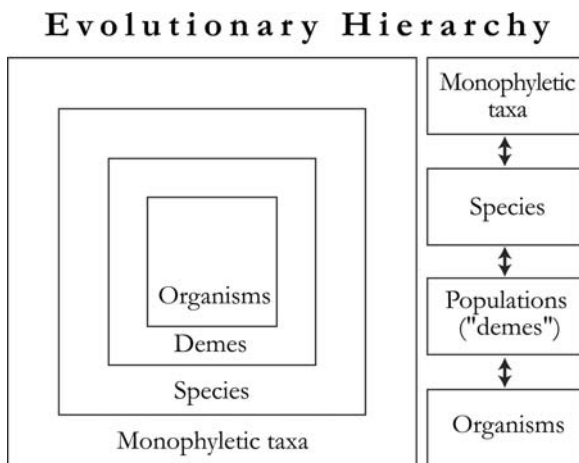 Evolutionary Hierarchy
Organisms
Demes
Species
Monophyletic taxa
Monophyletic
taxa
Species
Populations
("demes")
Organisms